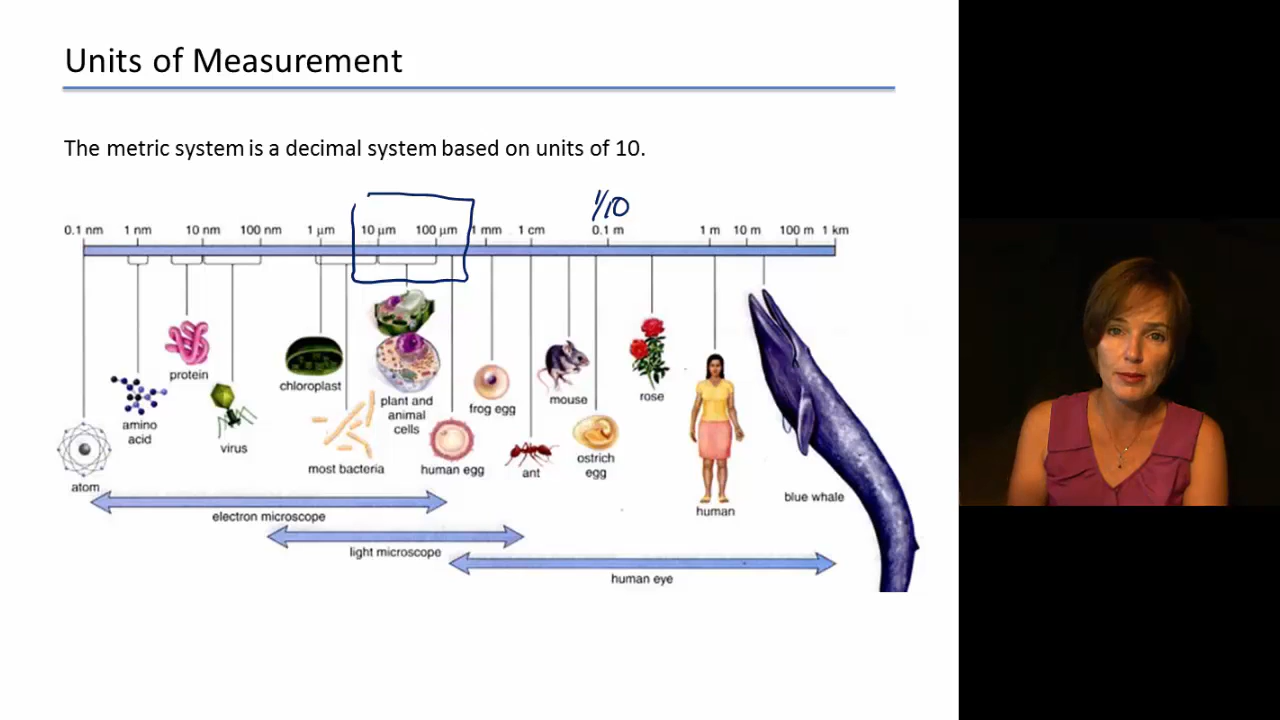 Units of Measurement
The metric system is a decimal system based on units of 10.
1/10
0.1 nm 1 nm 10 nm 100 nm 1 µm 10 µm 100 µm 1 mm 1 cm 0.1 m 1 m 10 m 100 m 1 km
protein
chloroplast
plant and
animal
cells
frog egg
mouse
rose
amino
acid
virus
most bacteria
human egg
ant
ostrich
egg
atom
human
blue whale
electron microscope
light microscope
human eye